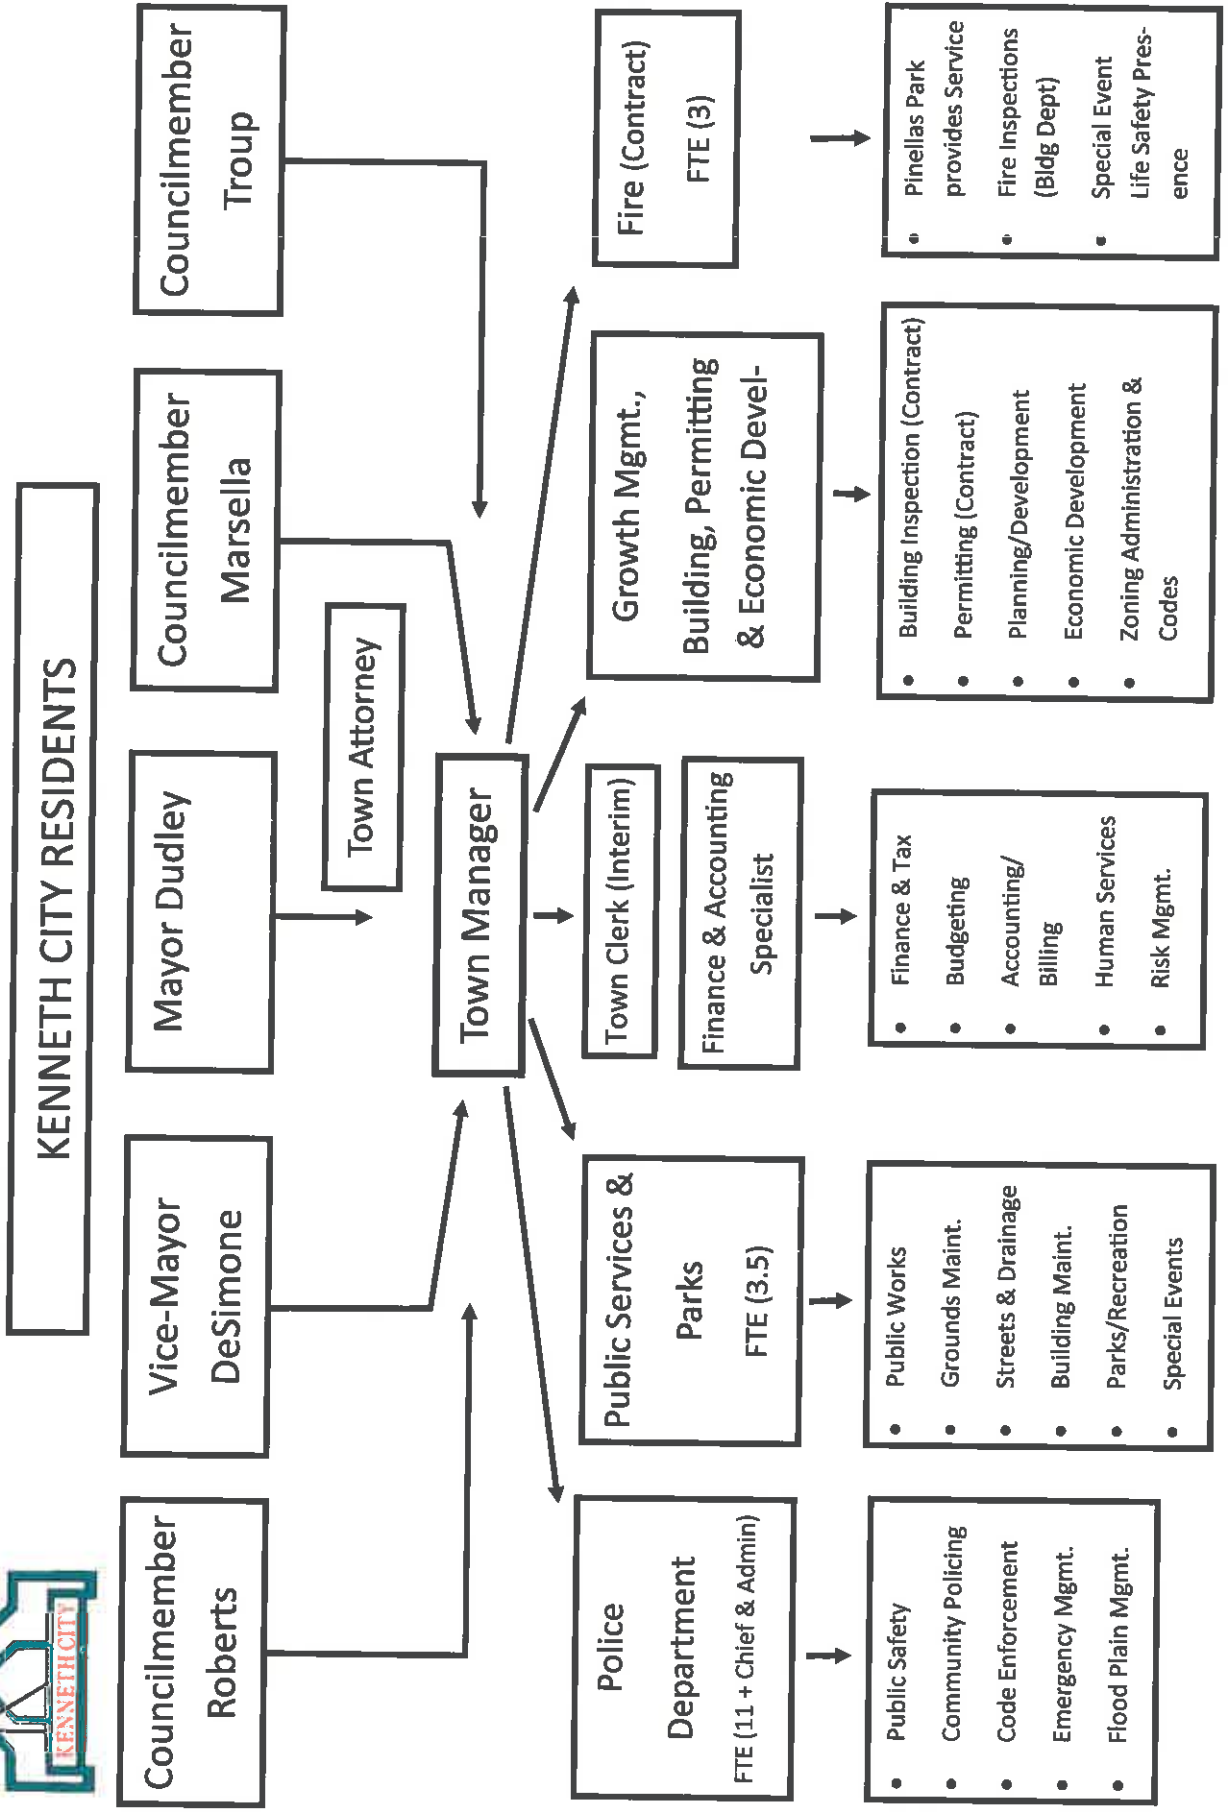 KENNETH CITY
KENNETH CITY RESIDENTS
Councilmember
Roberts
Vice-Mayor
DeSimone
Mayor Dudley
Councilmember
Marsella
Councilmember
Troup
Town Attorney
Town Manager
Police
Department
FTE (11 + Chief & Admin)
Public Services &
Parks
FTE (3.5)
Town Clerk (Interim)
Finance & Accounting
Specialist
Growth Mgmt.,
Building, Permitting
& Economic Devel-
Fire (Contract)
FTE (3)
• Public Safety
• Community Policing
• Code Enforcement
• Emergency Mgmt.
• Flood Plain Mgmt.
• Public Works
• Grounds Maint.
• Streets & Drainage
• Building Maint.
• Parks/Recreation
• Special Events
• Finance & Tax
• Budgeting
• Accounting/
Billing
• Human Services
• Risk Mgmt.
• Building Inspection (Contract)
• Permitting (Contract)
• Planning/Development
• Economic Development
• Zoning Administration &
Codes
• Pinellas Park
provides Service
• Fire Inspections
(Bldg Dept)
• Special Event
Life Safety Pres-
ence